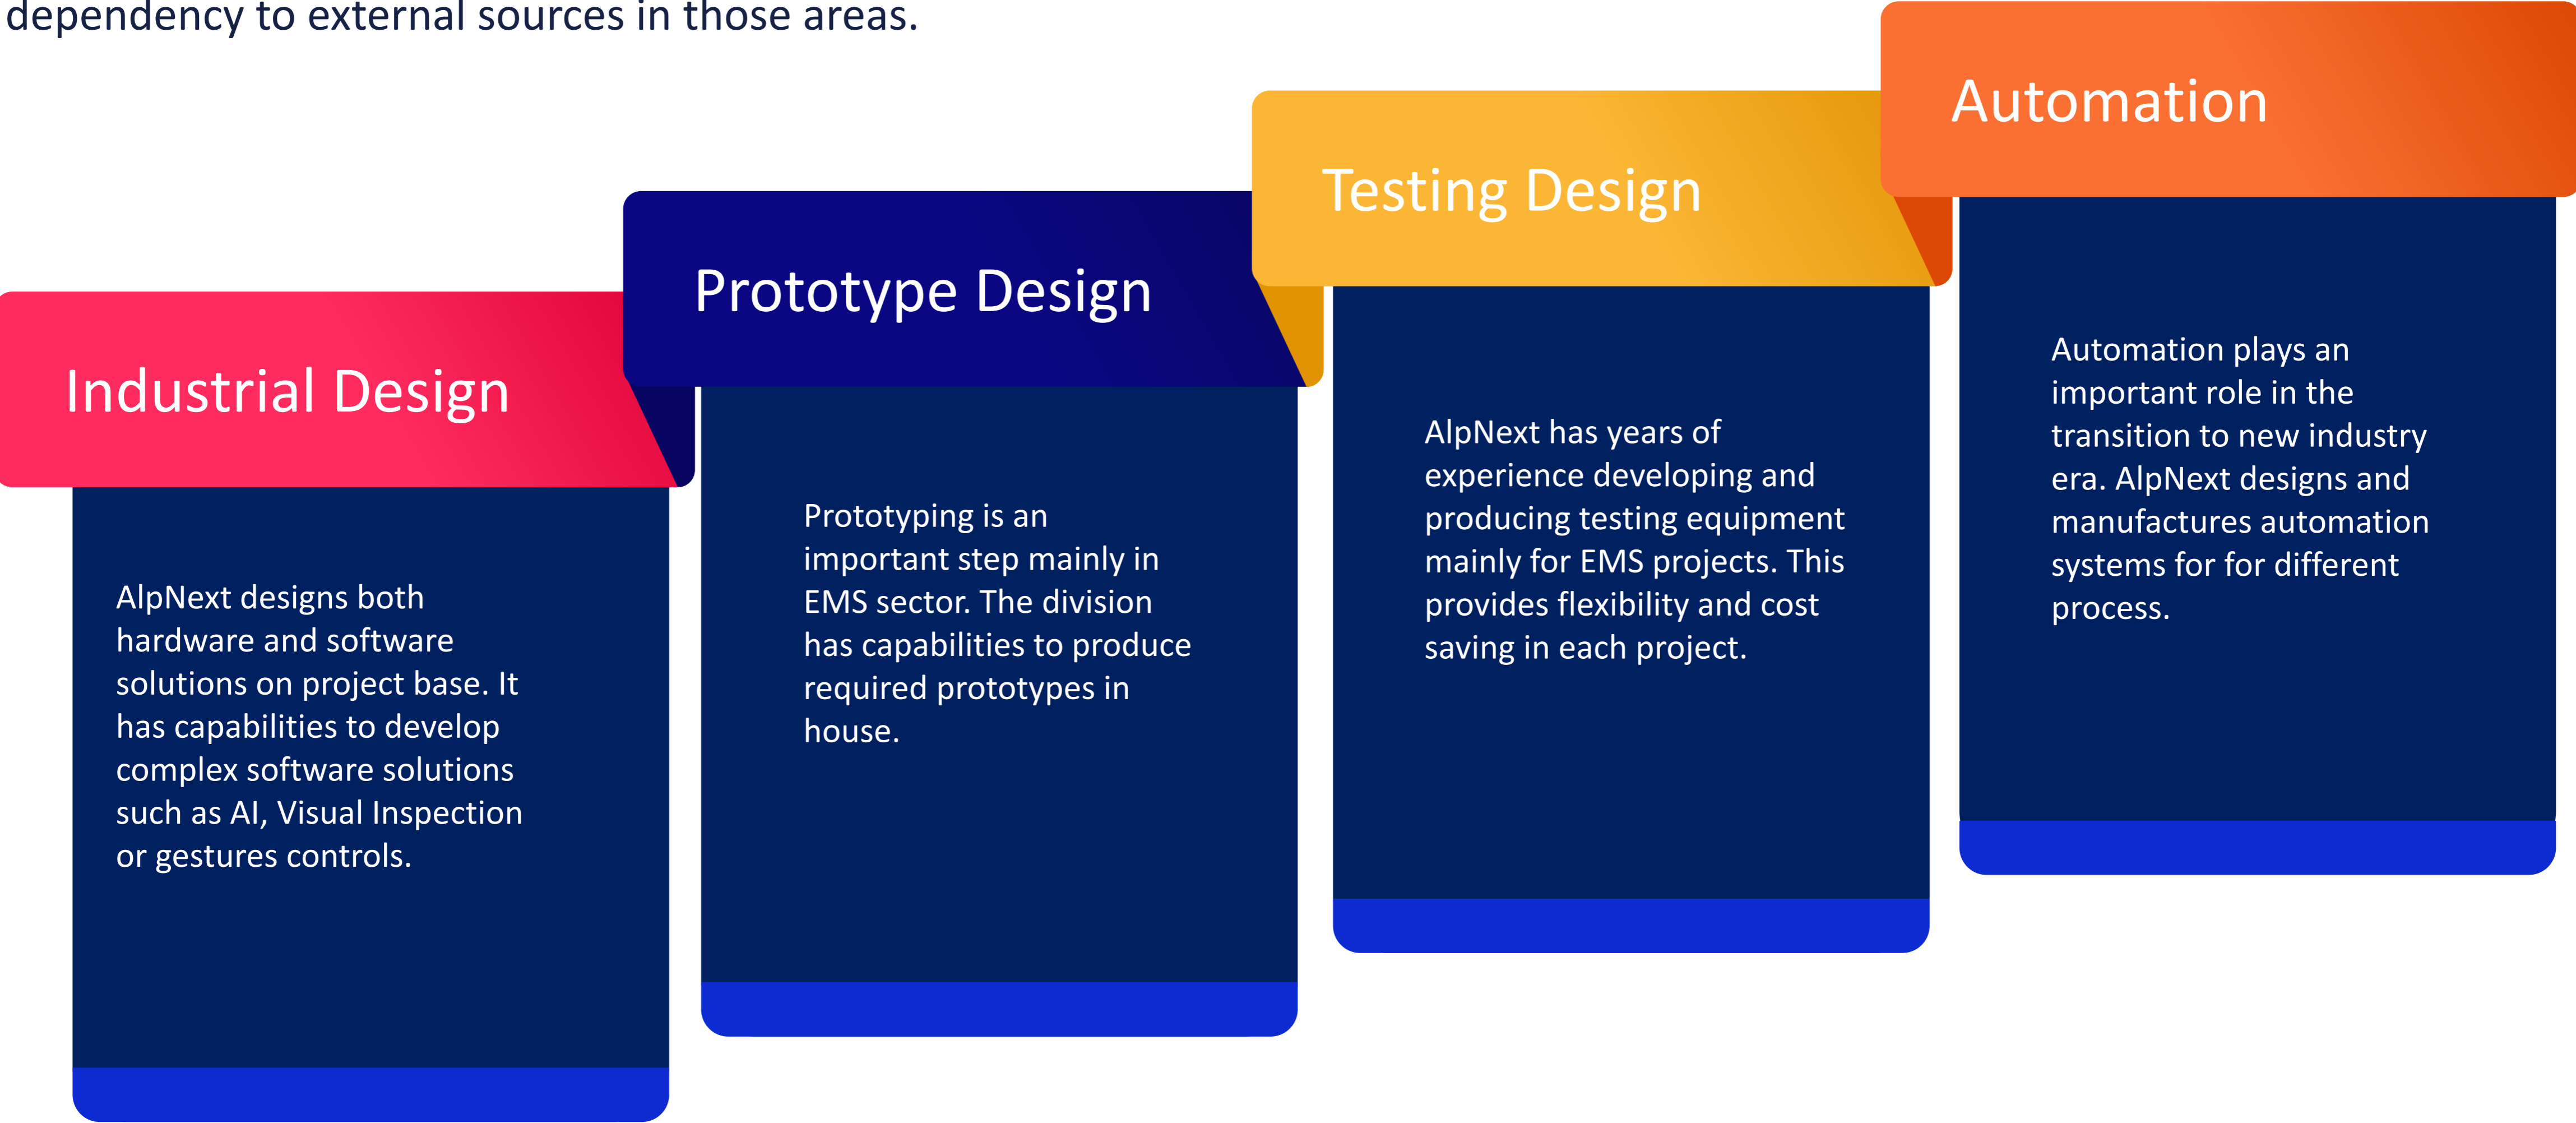 dependency to external sources in those areas.
Industrial Design
AlpNext designs both
hardware and software
solutions on project base. It
has capabilities to develop
complex software solutions
such as AI, Visual Inspection
or gestures controls.
Prototype Design
Prototyping is an
important step mainly in
EMS sector. The division
has capabilities to produce
required prototypes in
house.
Testing Design
AlpNext has years of
experience developing and
producing testing equipment
mainly for EMS projects. This
provides flexibility and cost
saving in each project.
Automation
Automation plays an
important role in the
transition to new industry
era. AlpNext designs and
manufactures automation
systems for for different
process.